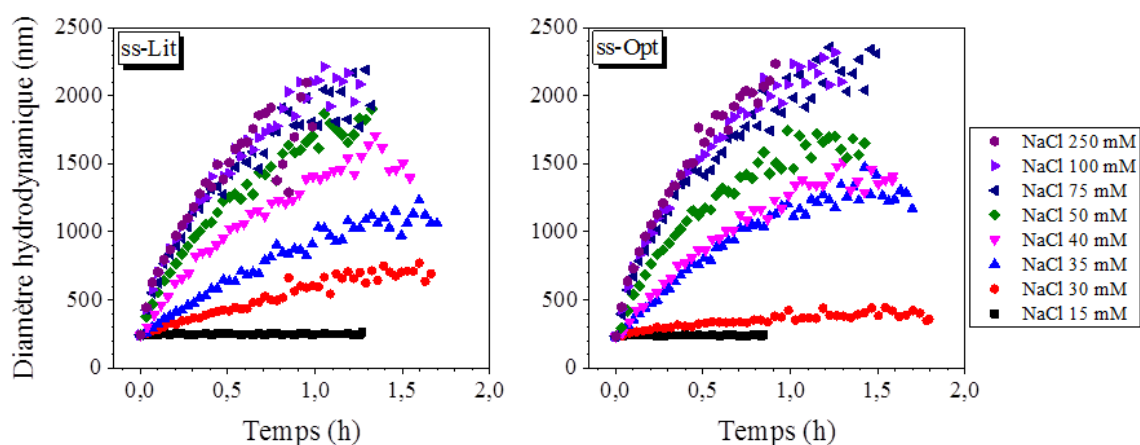 ss-Lit
Diamètre hydrodynamique (nm)
2500
2000
1500
1000
500
0
0,0 0,5 1,0 1,5 2,0
Temps (h)
ss-Opt
2500
2000
1500
1000
500
0
0,0 0,5 1,0 1,5 2,0
Temps (h)
NaCl 250 mM
NaCl 100 mM
NaCl 75 mM
NaCl 50 mM
NaCl 40 mM
NaCl 35 mM
NaCl 30 mM
NaCl 15 mM